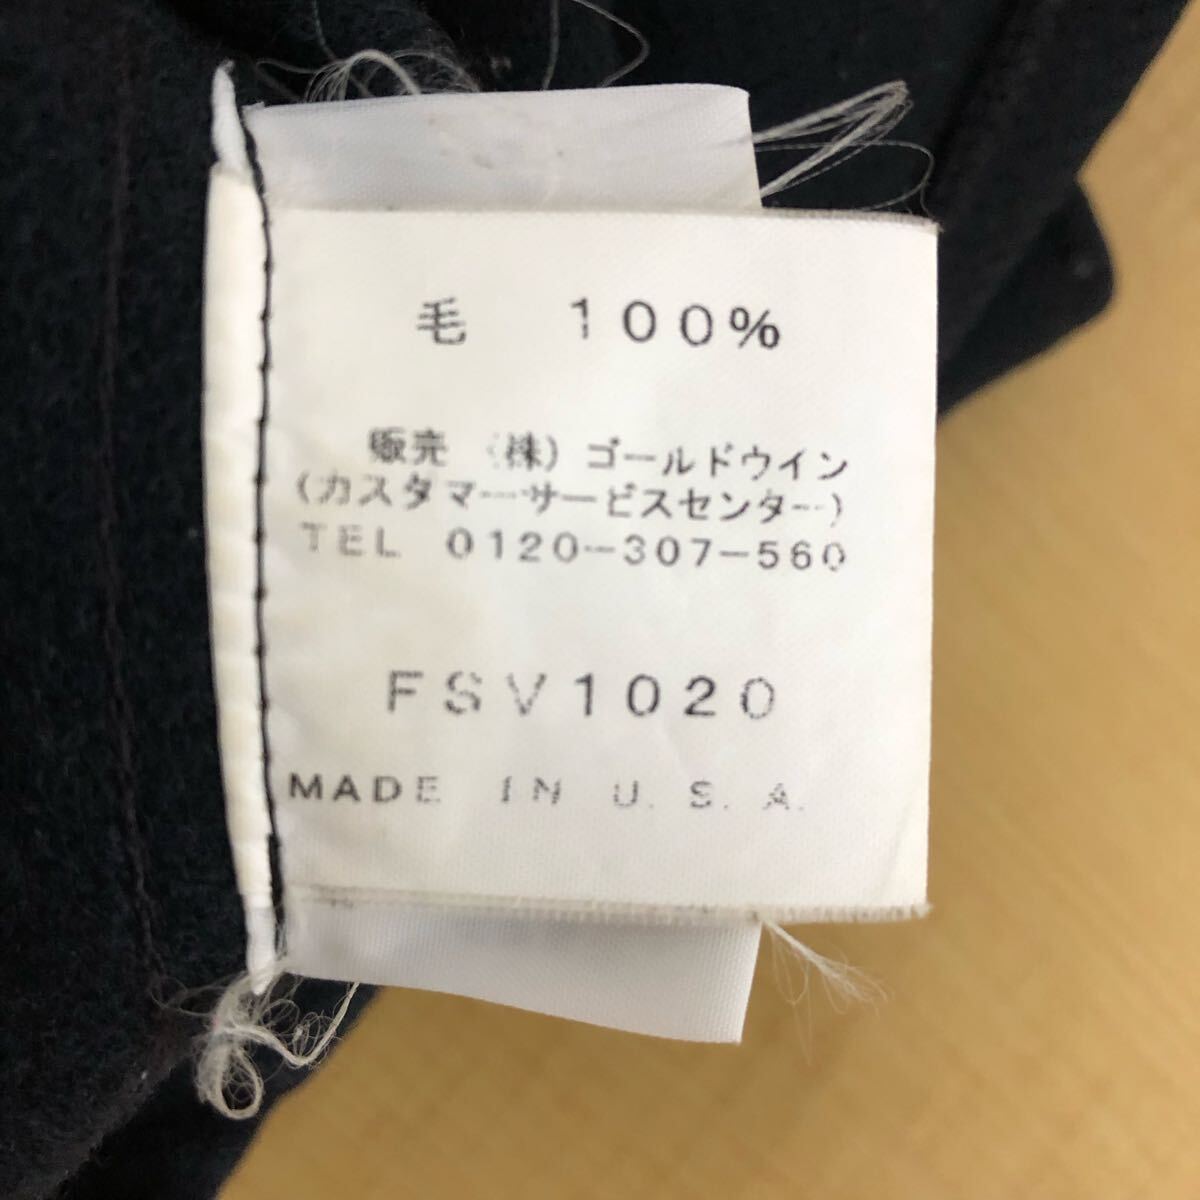 毛 100%
販売 (株) ゴールドウイン
(カスタマーサービスセンター)
TEL 0120-307-560
FSV1020
MADE IN U.S.A.